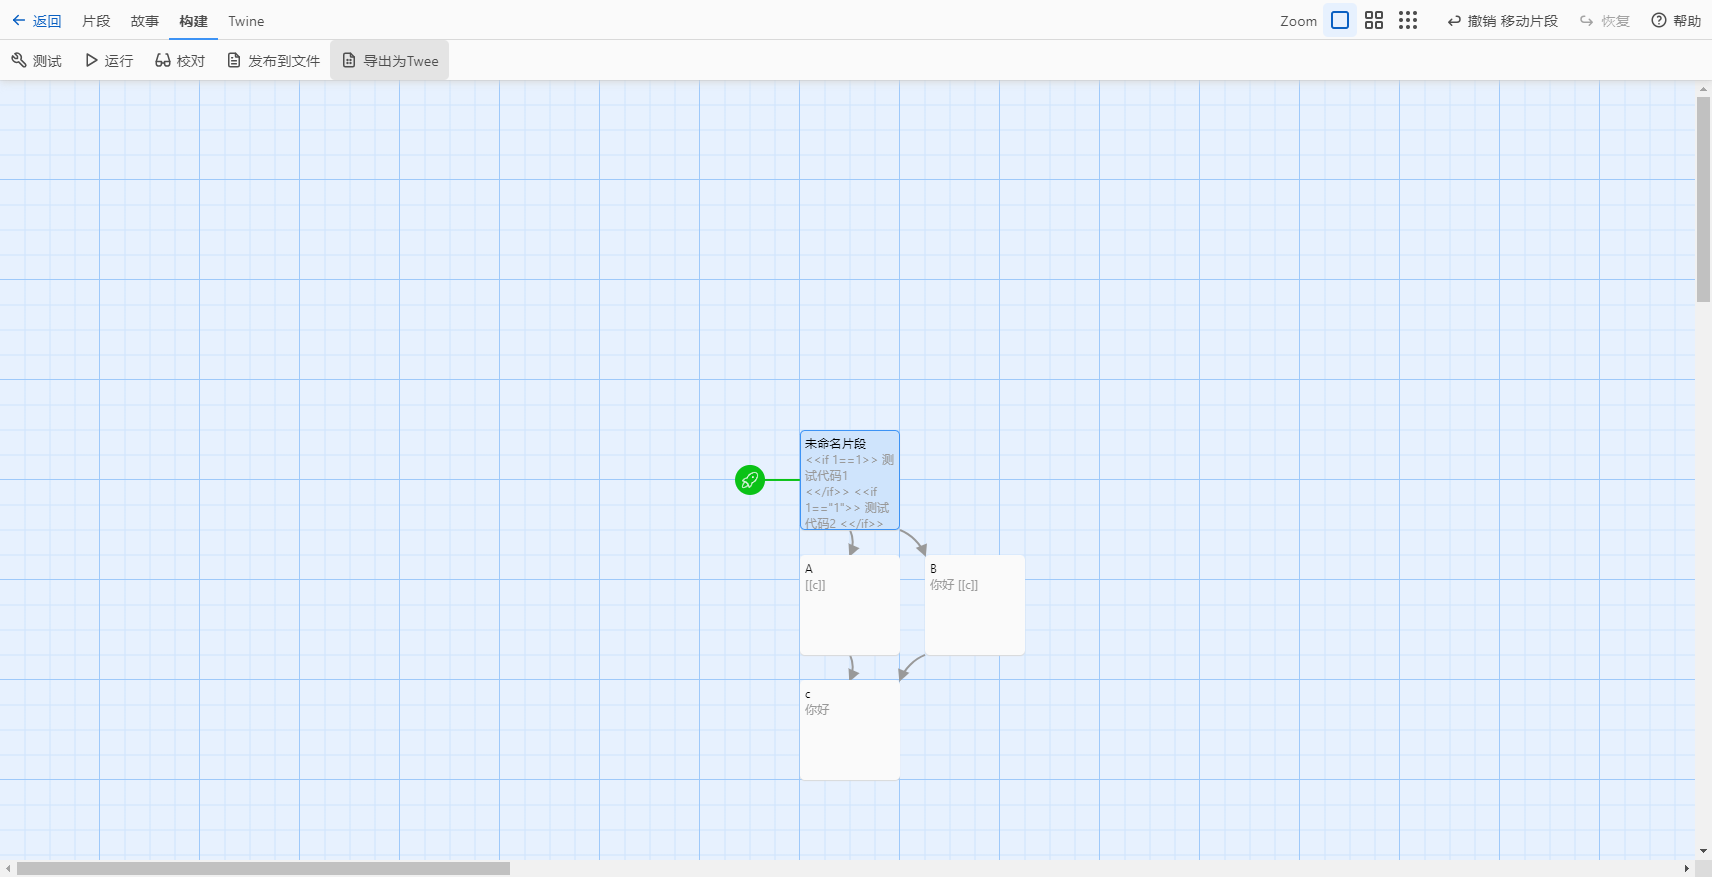 返回 片段 故事 构建 Twine Zoom 撤销 移动片段 恢复 帮助
测试 运行 校对 发布到文件 导出为Twee
未命名片段
<<if 1==1>> 测
试代码1
<</if>> <<if
1=="1">> 测试
代码2 <</if>>
A
[[c]]
B
你好 [[c]]
c
你好